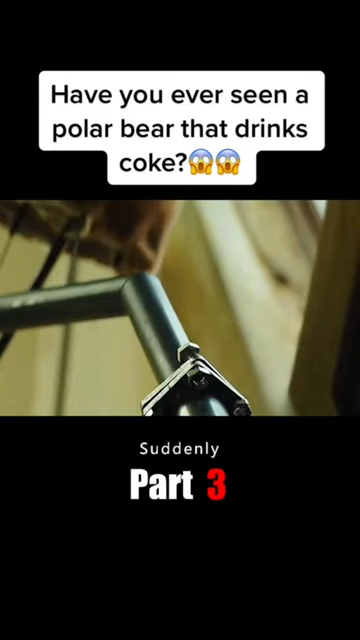 Have you ever seen a
polar bear that drinks
coke?😱😱
Suddenly
Part 3